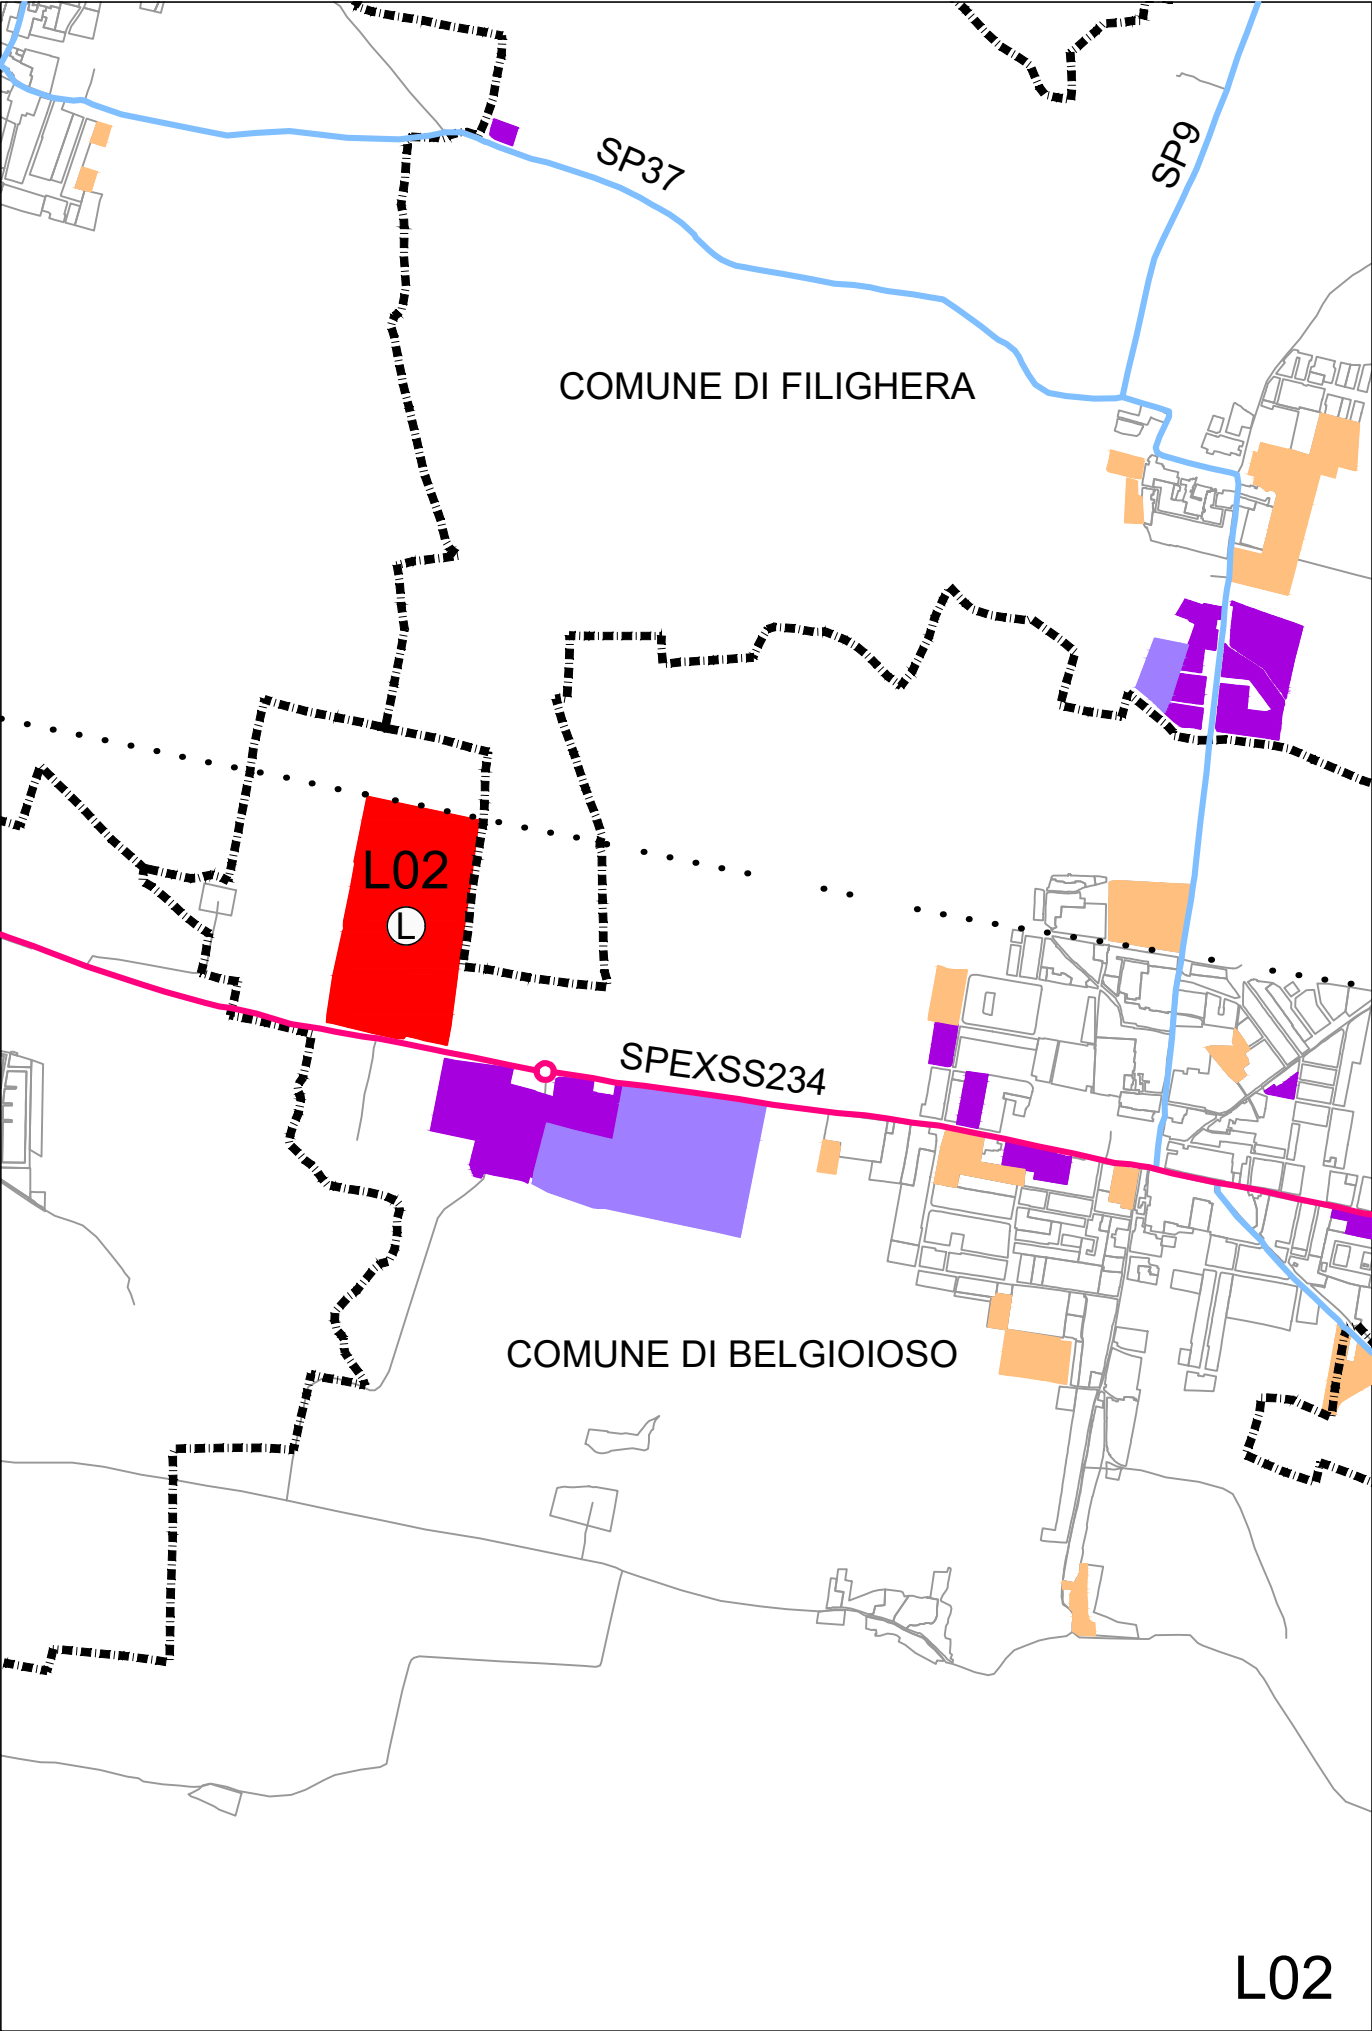 SP37
SP9
COMUNE DI FILIGHERA
L02
L
SPEXSS234
COMUNE DI BELGIOIOSO
L02